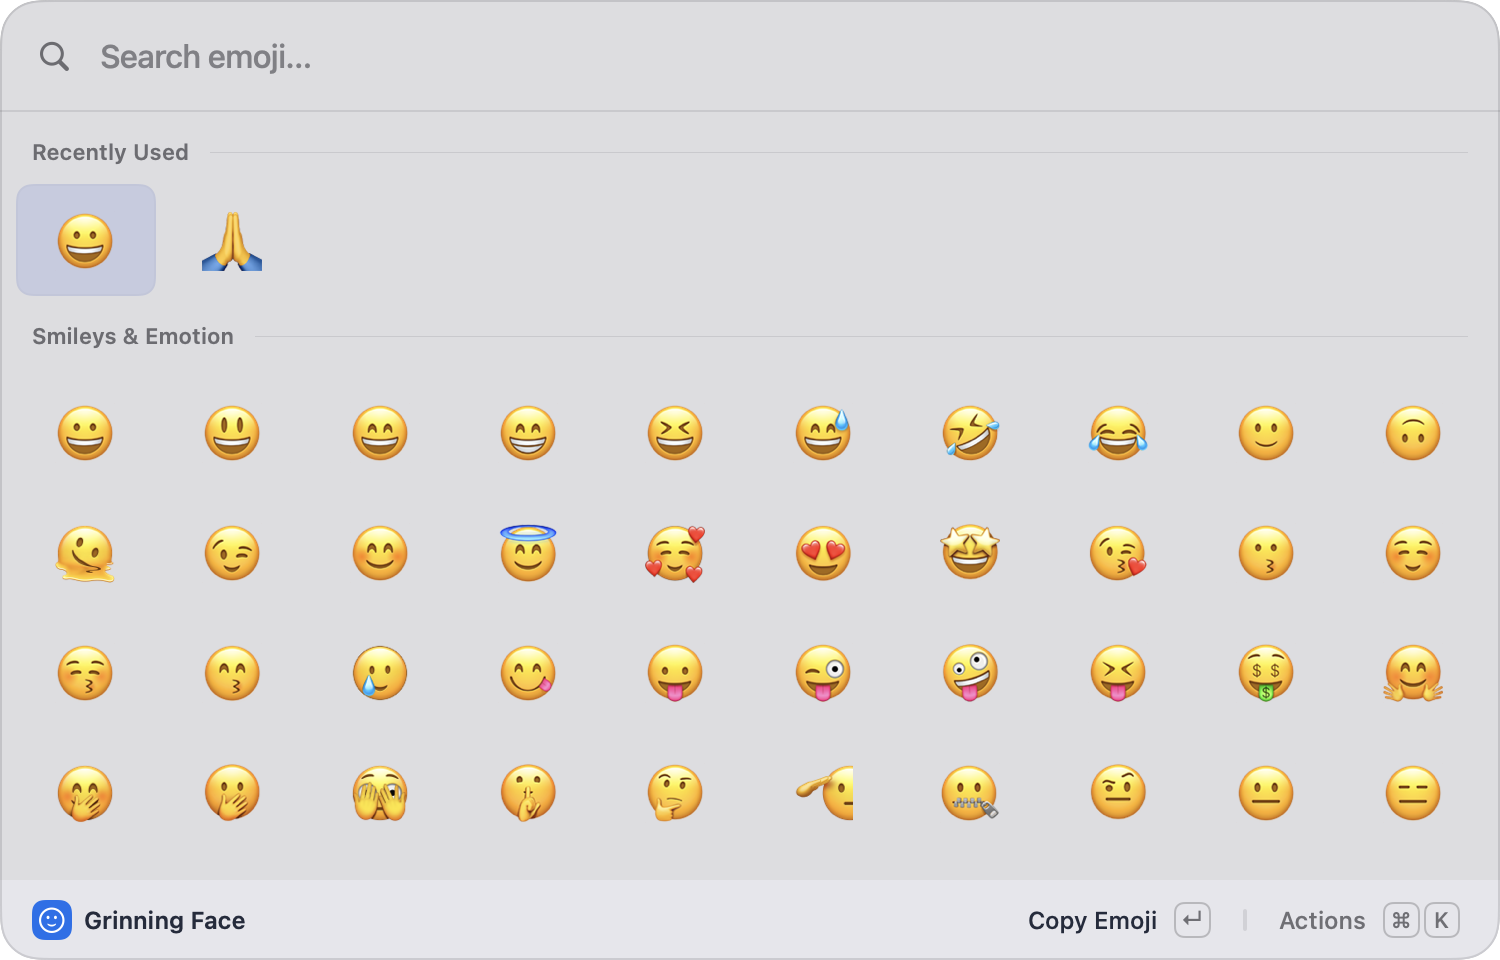 Search emoji...
Recently Used
Smileys & Emotion
Grinning Face
Copy Emoji ↵
Actions ⌘ K